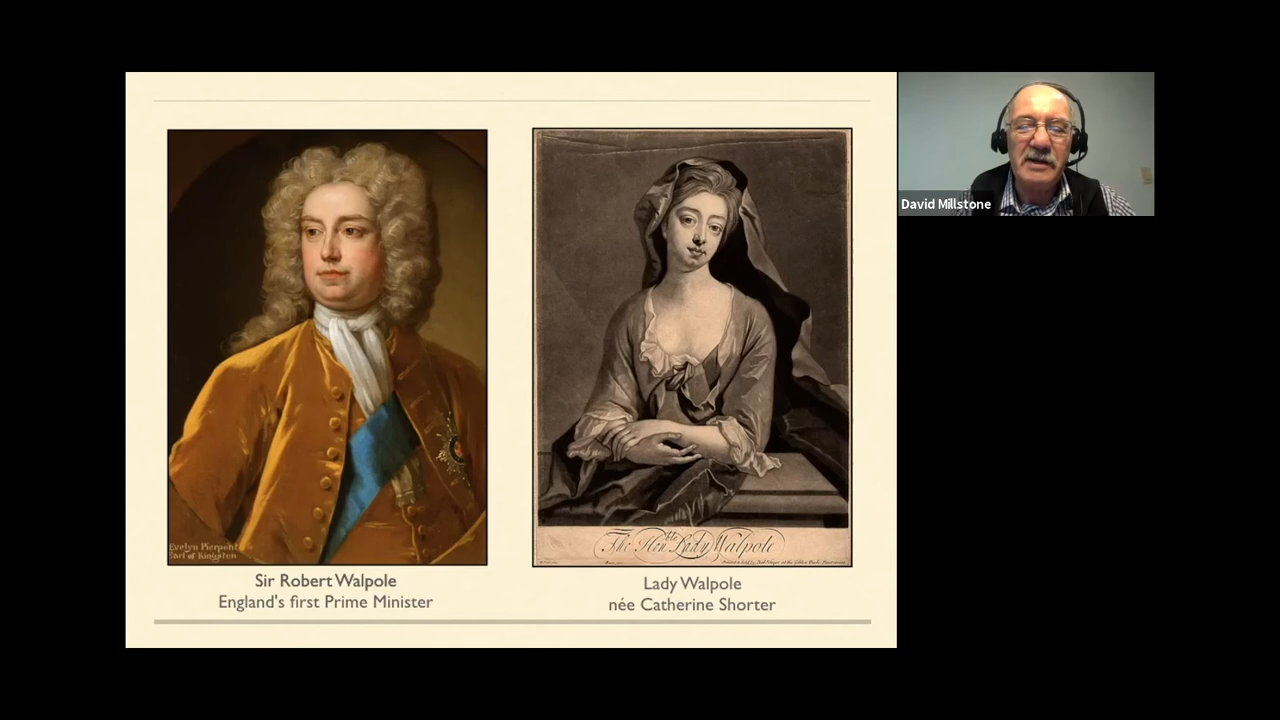 David Millstone
Evelyn Pierpont
Earl of Kingston
The Hon.ble Lady Walpole
Sir Robert Walpole
England's first Prime Minister
Lady Walpole
née Catherine Shorter